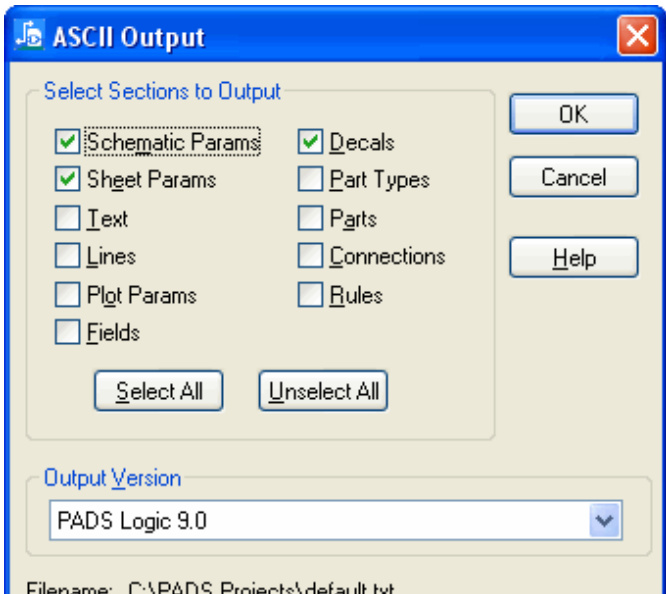 ASCII Output
Select Sections to Output
Schematic Params
Decals
OK
Sheet Params
Part Types
Cancel
Text
Parts
Lines
Connections
Help
Plot Params
Rules
Fields
Select All
Unselect All
Output Version
PADS Logic 9.0
Filename: C:\PADS Projects\default.txt